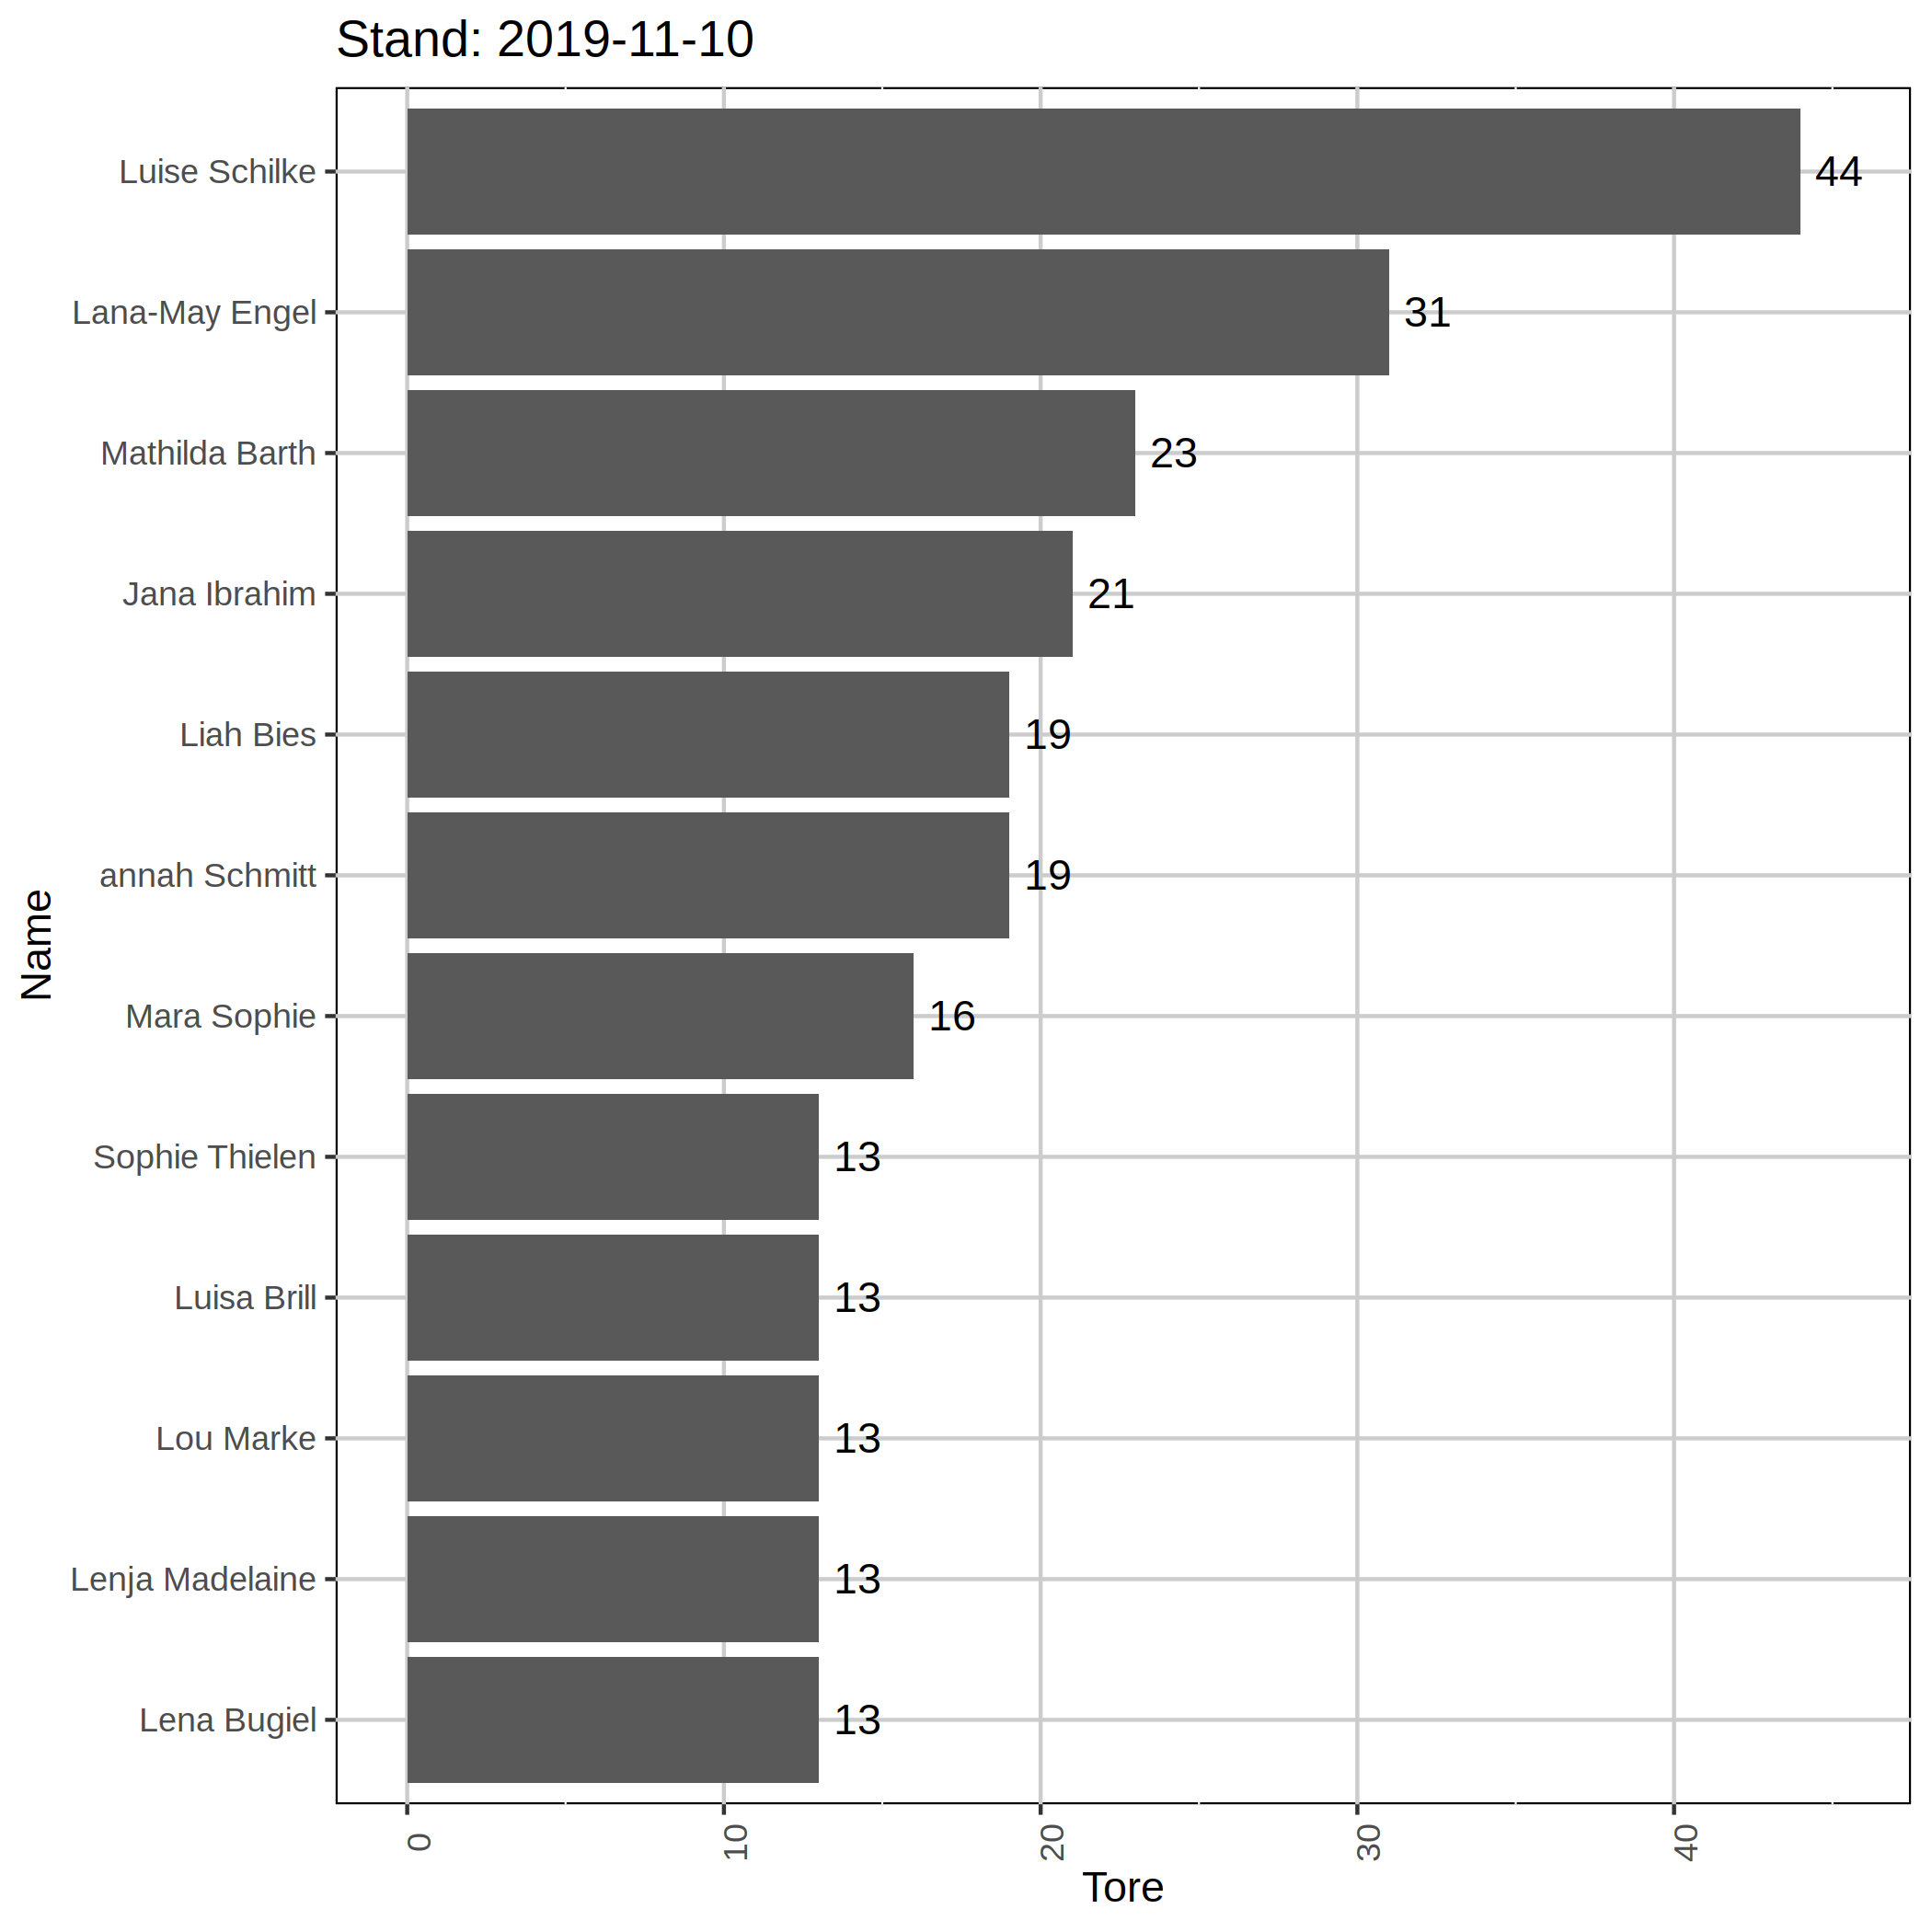 Stand: 2019-11-10
Luise Schilke
44
Lana-May Engel
31
Mathilda Barth
23
Jana Ibrahim
21
Liah Bies
19
annah Schmitt
19
Mara Sophie
16
Sophie Thielen
13
Luisa Brill
13
Lou Marke
13
Lenja Madelaine
13
Lena Bugiel
13
Name
0 10 20 30 40
Tore